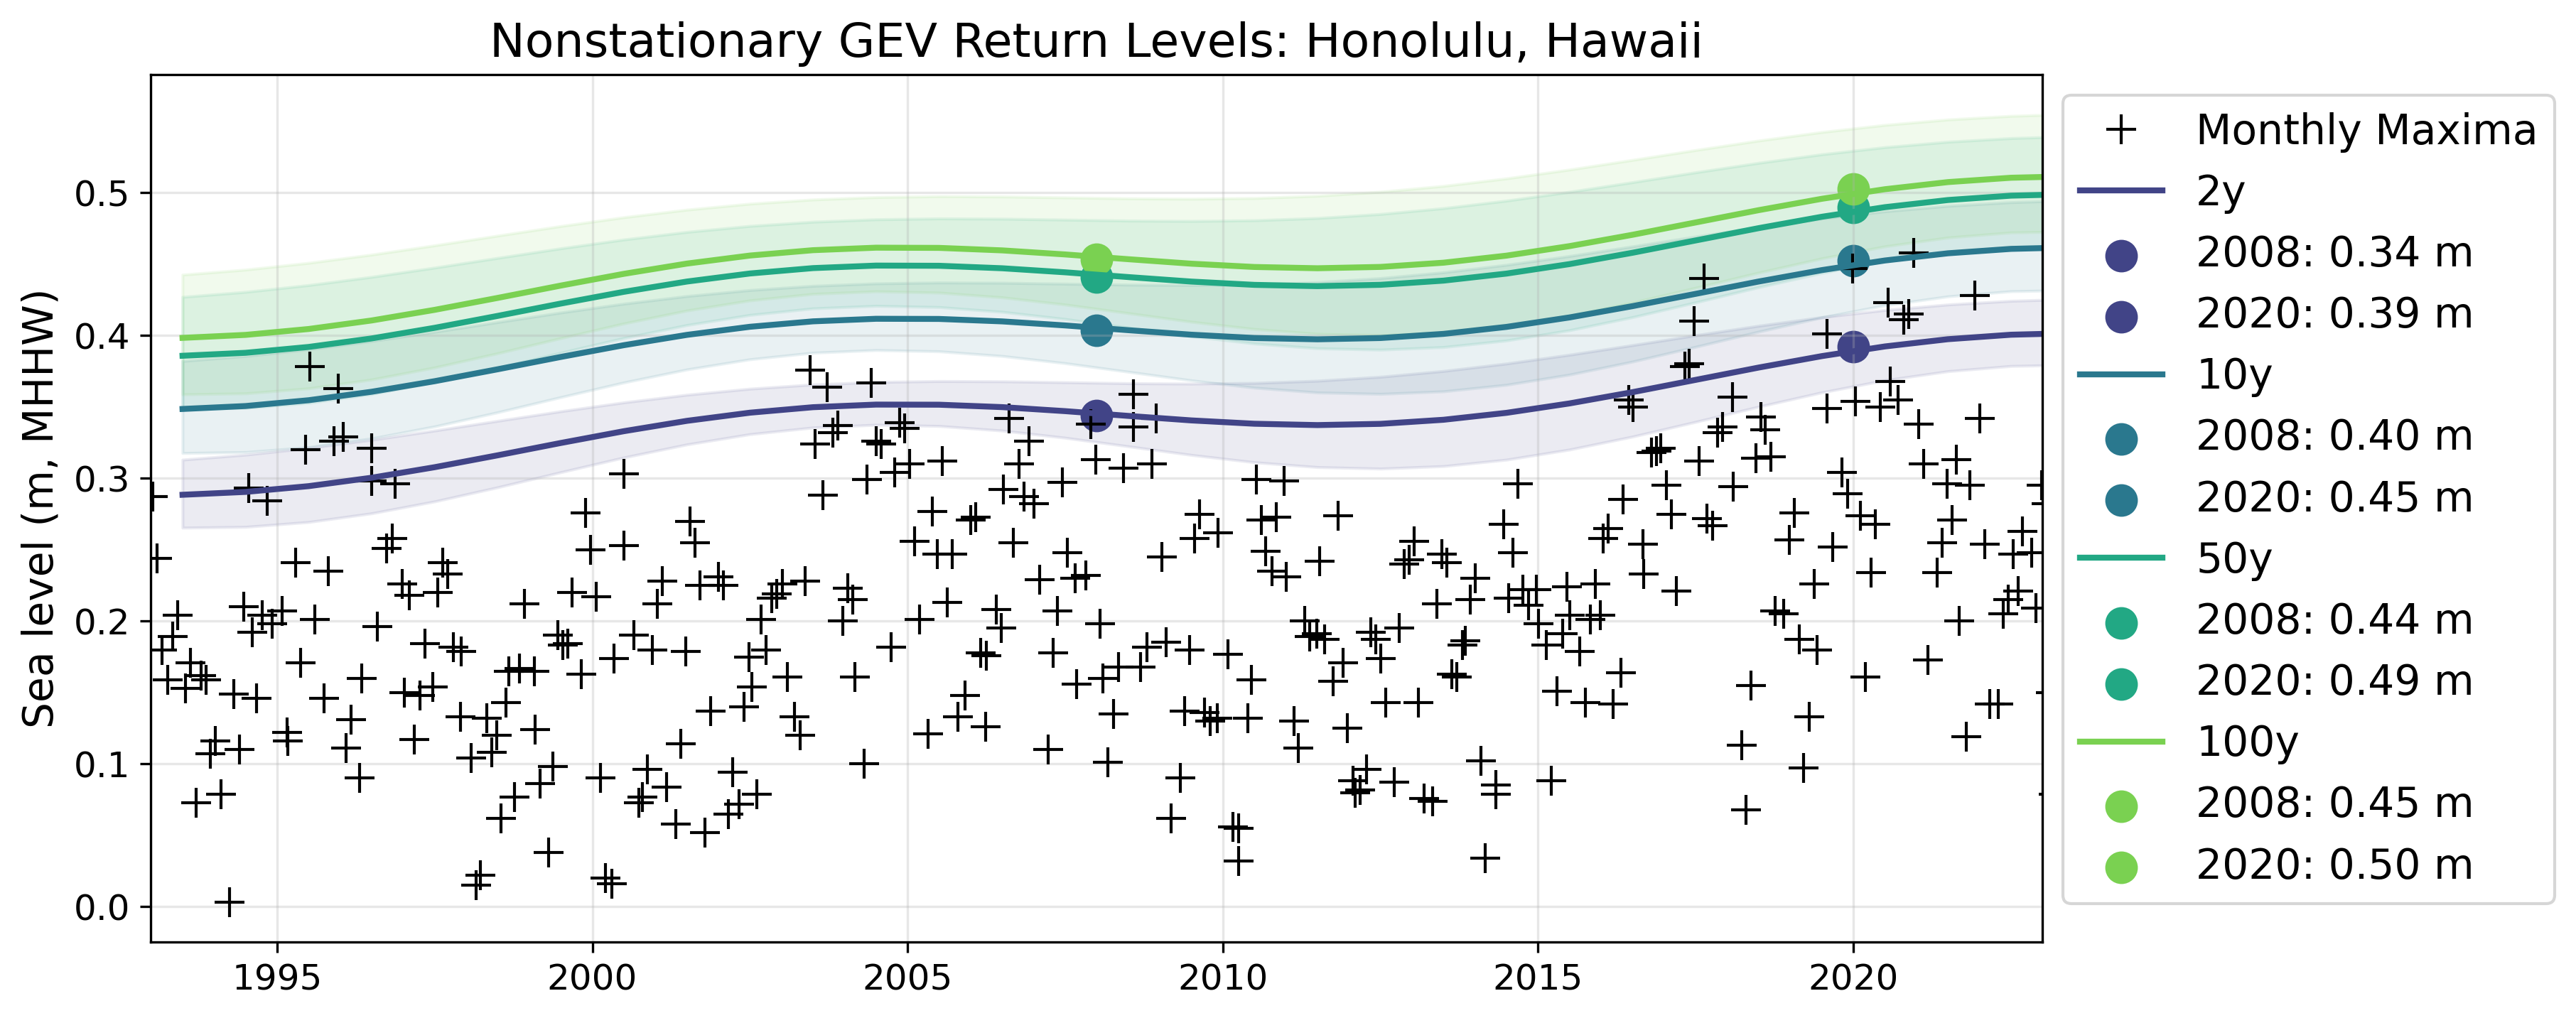 Nonstationary GEV Return Levels: Honolulu, Hawaii
Sea level (m, MHHW)
0.5
0.4
0.3
0.2
0.1
0.0
1995
2000
2005
2010
2015
2020
Monthly Maxima
2y
2008: 0.34 m
2020: 0.39 m
10y
2008: 0.40 m
2020: 0.45 m
50y
2008: 0.44 m
2020: 0.49 m
100y
2008: 0.45 m
2020: 0.50 m